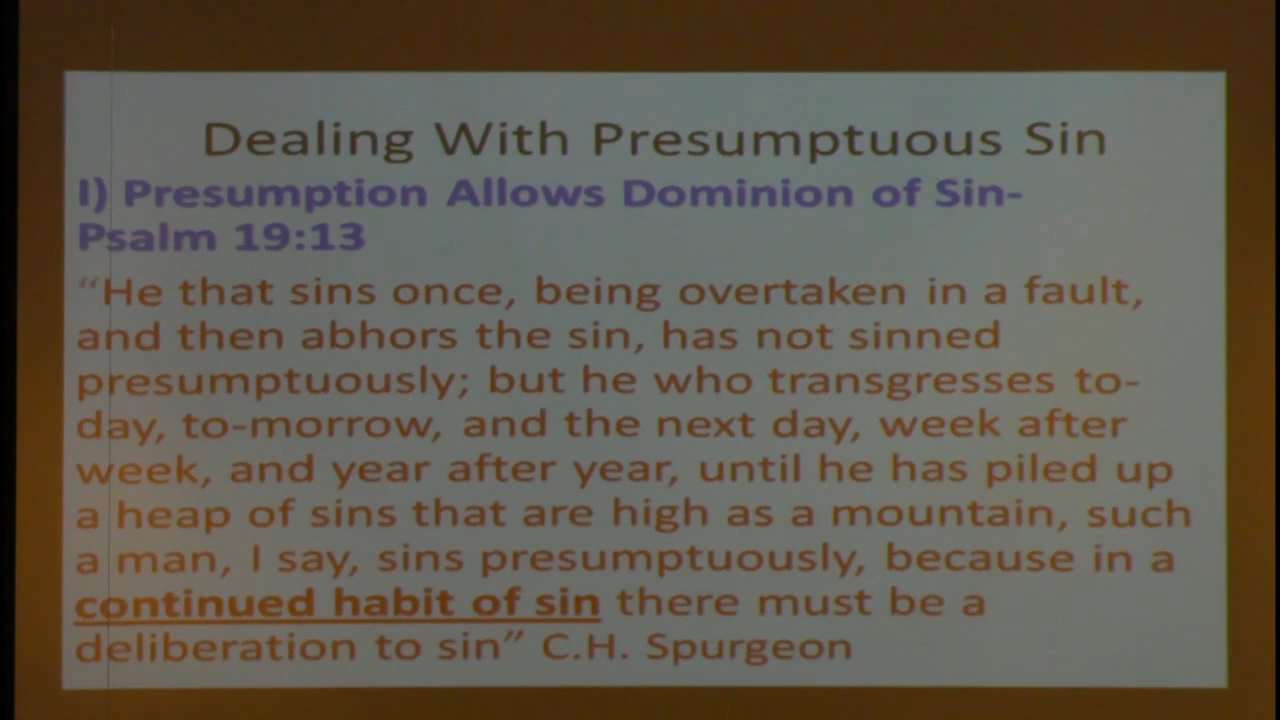 Dealing With Presumptuous Sin
I) Presumption Allows Dominion of Sin-
Psalm 19:13
“He that sins once, being overtaken in a fault,
and then abhors the sin, has not sinned
presumptuously; but he who transgresses to-
day, to-morrow, and the next day, week after
week, and year after year, until he has piled up
a heap of sins that are high as a mountain, such
a man, I say, sins presumptuously, because in a
continued habit of sin there must be a
deliberation to sin” C.H. Spurgeon